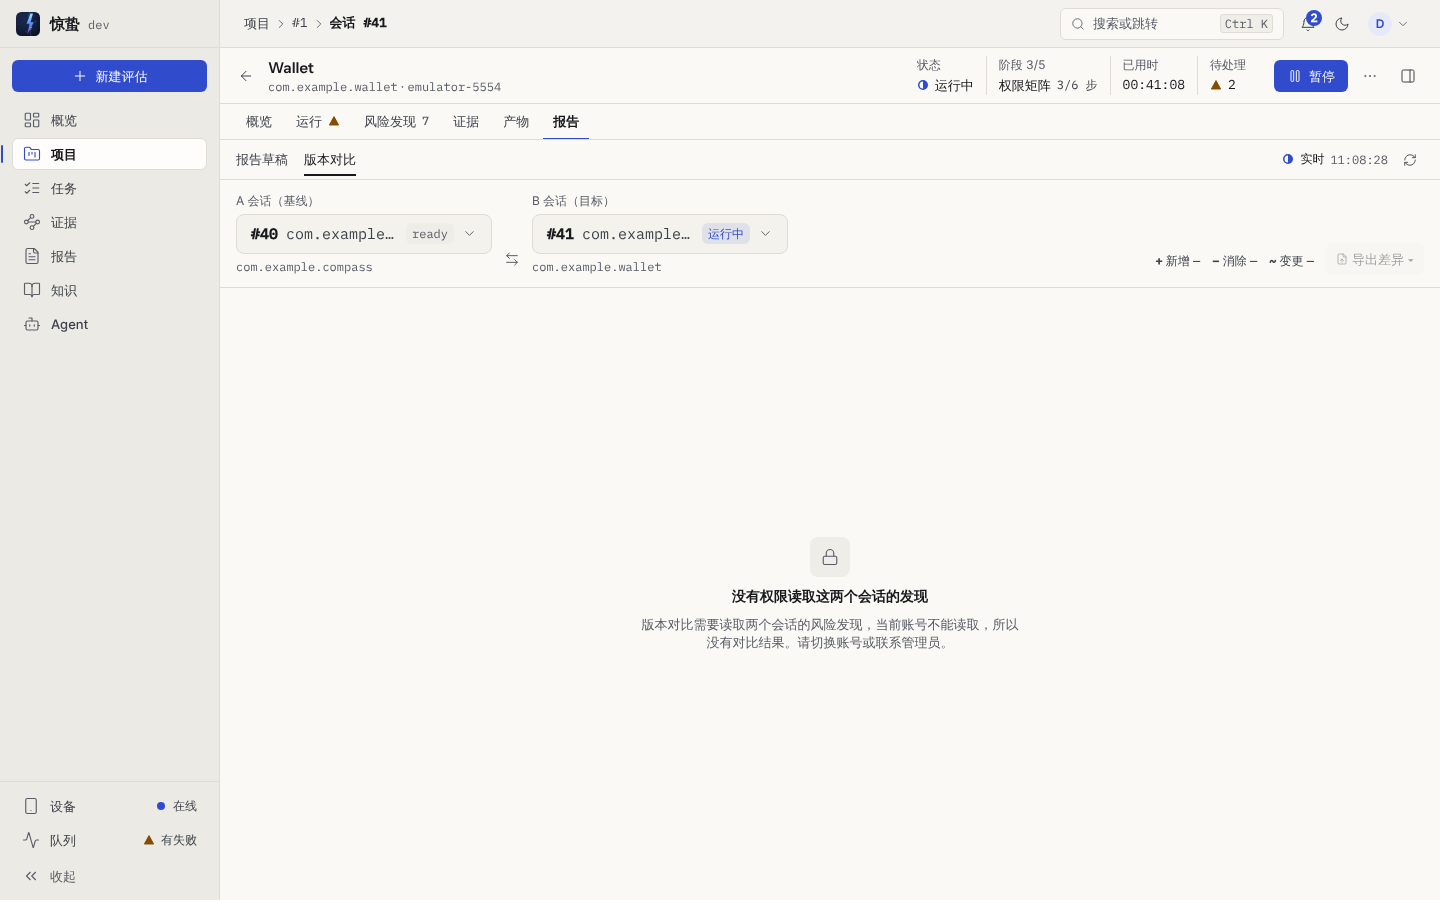 惊蛰 dev
项目 #1 会话 #41
搜索或跳转 Ctrl K
2
D
新建评估
概览
项目
任务
证据
报告
知识
Agent
设备 在线
队列 有失败
收起
Wallet
com.example.wallet · emulator-5554
状态
运行中
阶段 3/5
权限矩阵 3/6 步
已用时
00:41:08
待处理
2
暂停
概览 运行 风险发现 7 证据 产物 报告
报告草稿 版本对比
实时 11:08:28
A 会话（基线）
#40 com.example… ready
com.example.compass
B 会话（目标）
#41 com.example… 运行中
com.example.wallet
+ 新增 — − 消除 — ~ 变更 —
导出差异
没有权限读取这两个会话的发现
版本对比需要读取两个会话的风险发现，当前账号不能读取，所以
没有对比结果。请切换账号或联系管理员。